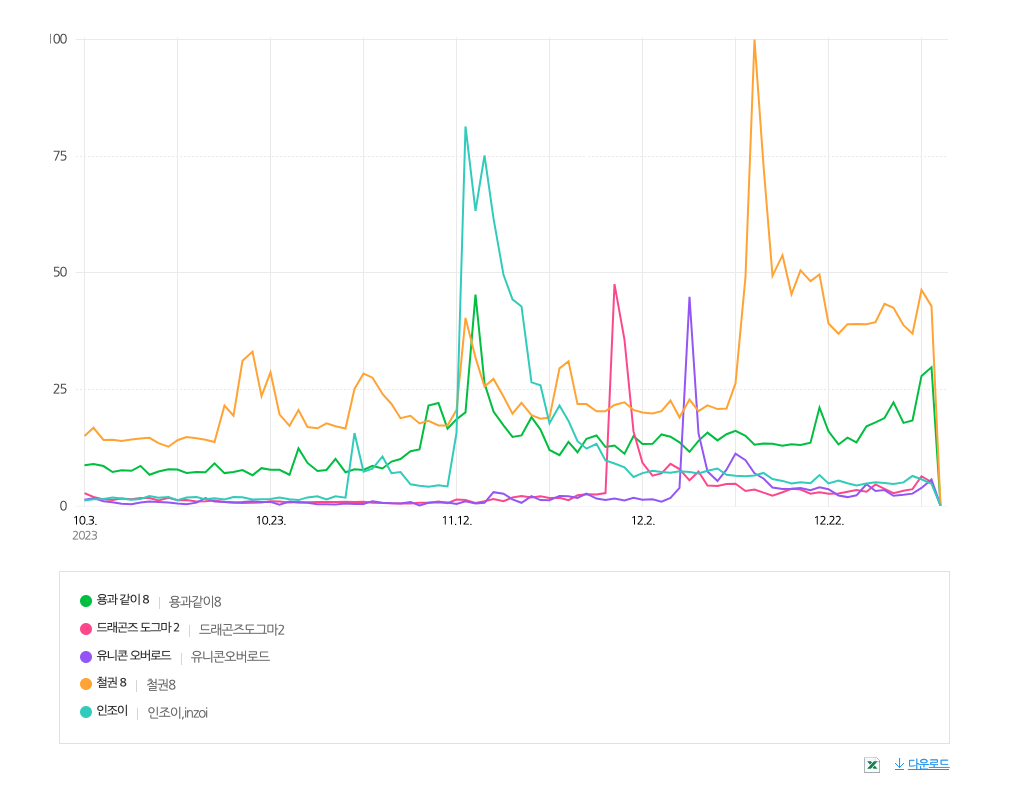 100
75
50
25
0
10.3. 10.23. 11.12. 12.2. 12.22.
2023
용과 같이 8 | 용과같이8
드래곤즈 도그마 2 | 드래곤즈도그마2
유니콘 오버로드 | 유니콘오버로드
철권 8 | 철권8
인조이 | 인조이,inzoi
다운로드